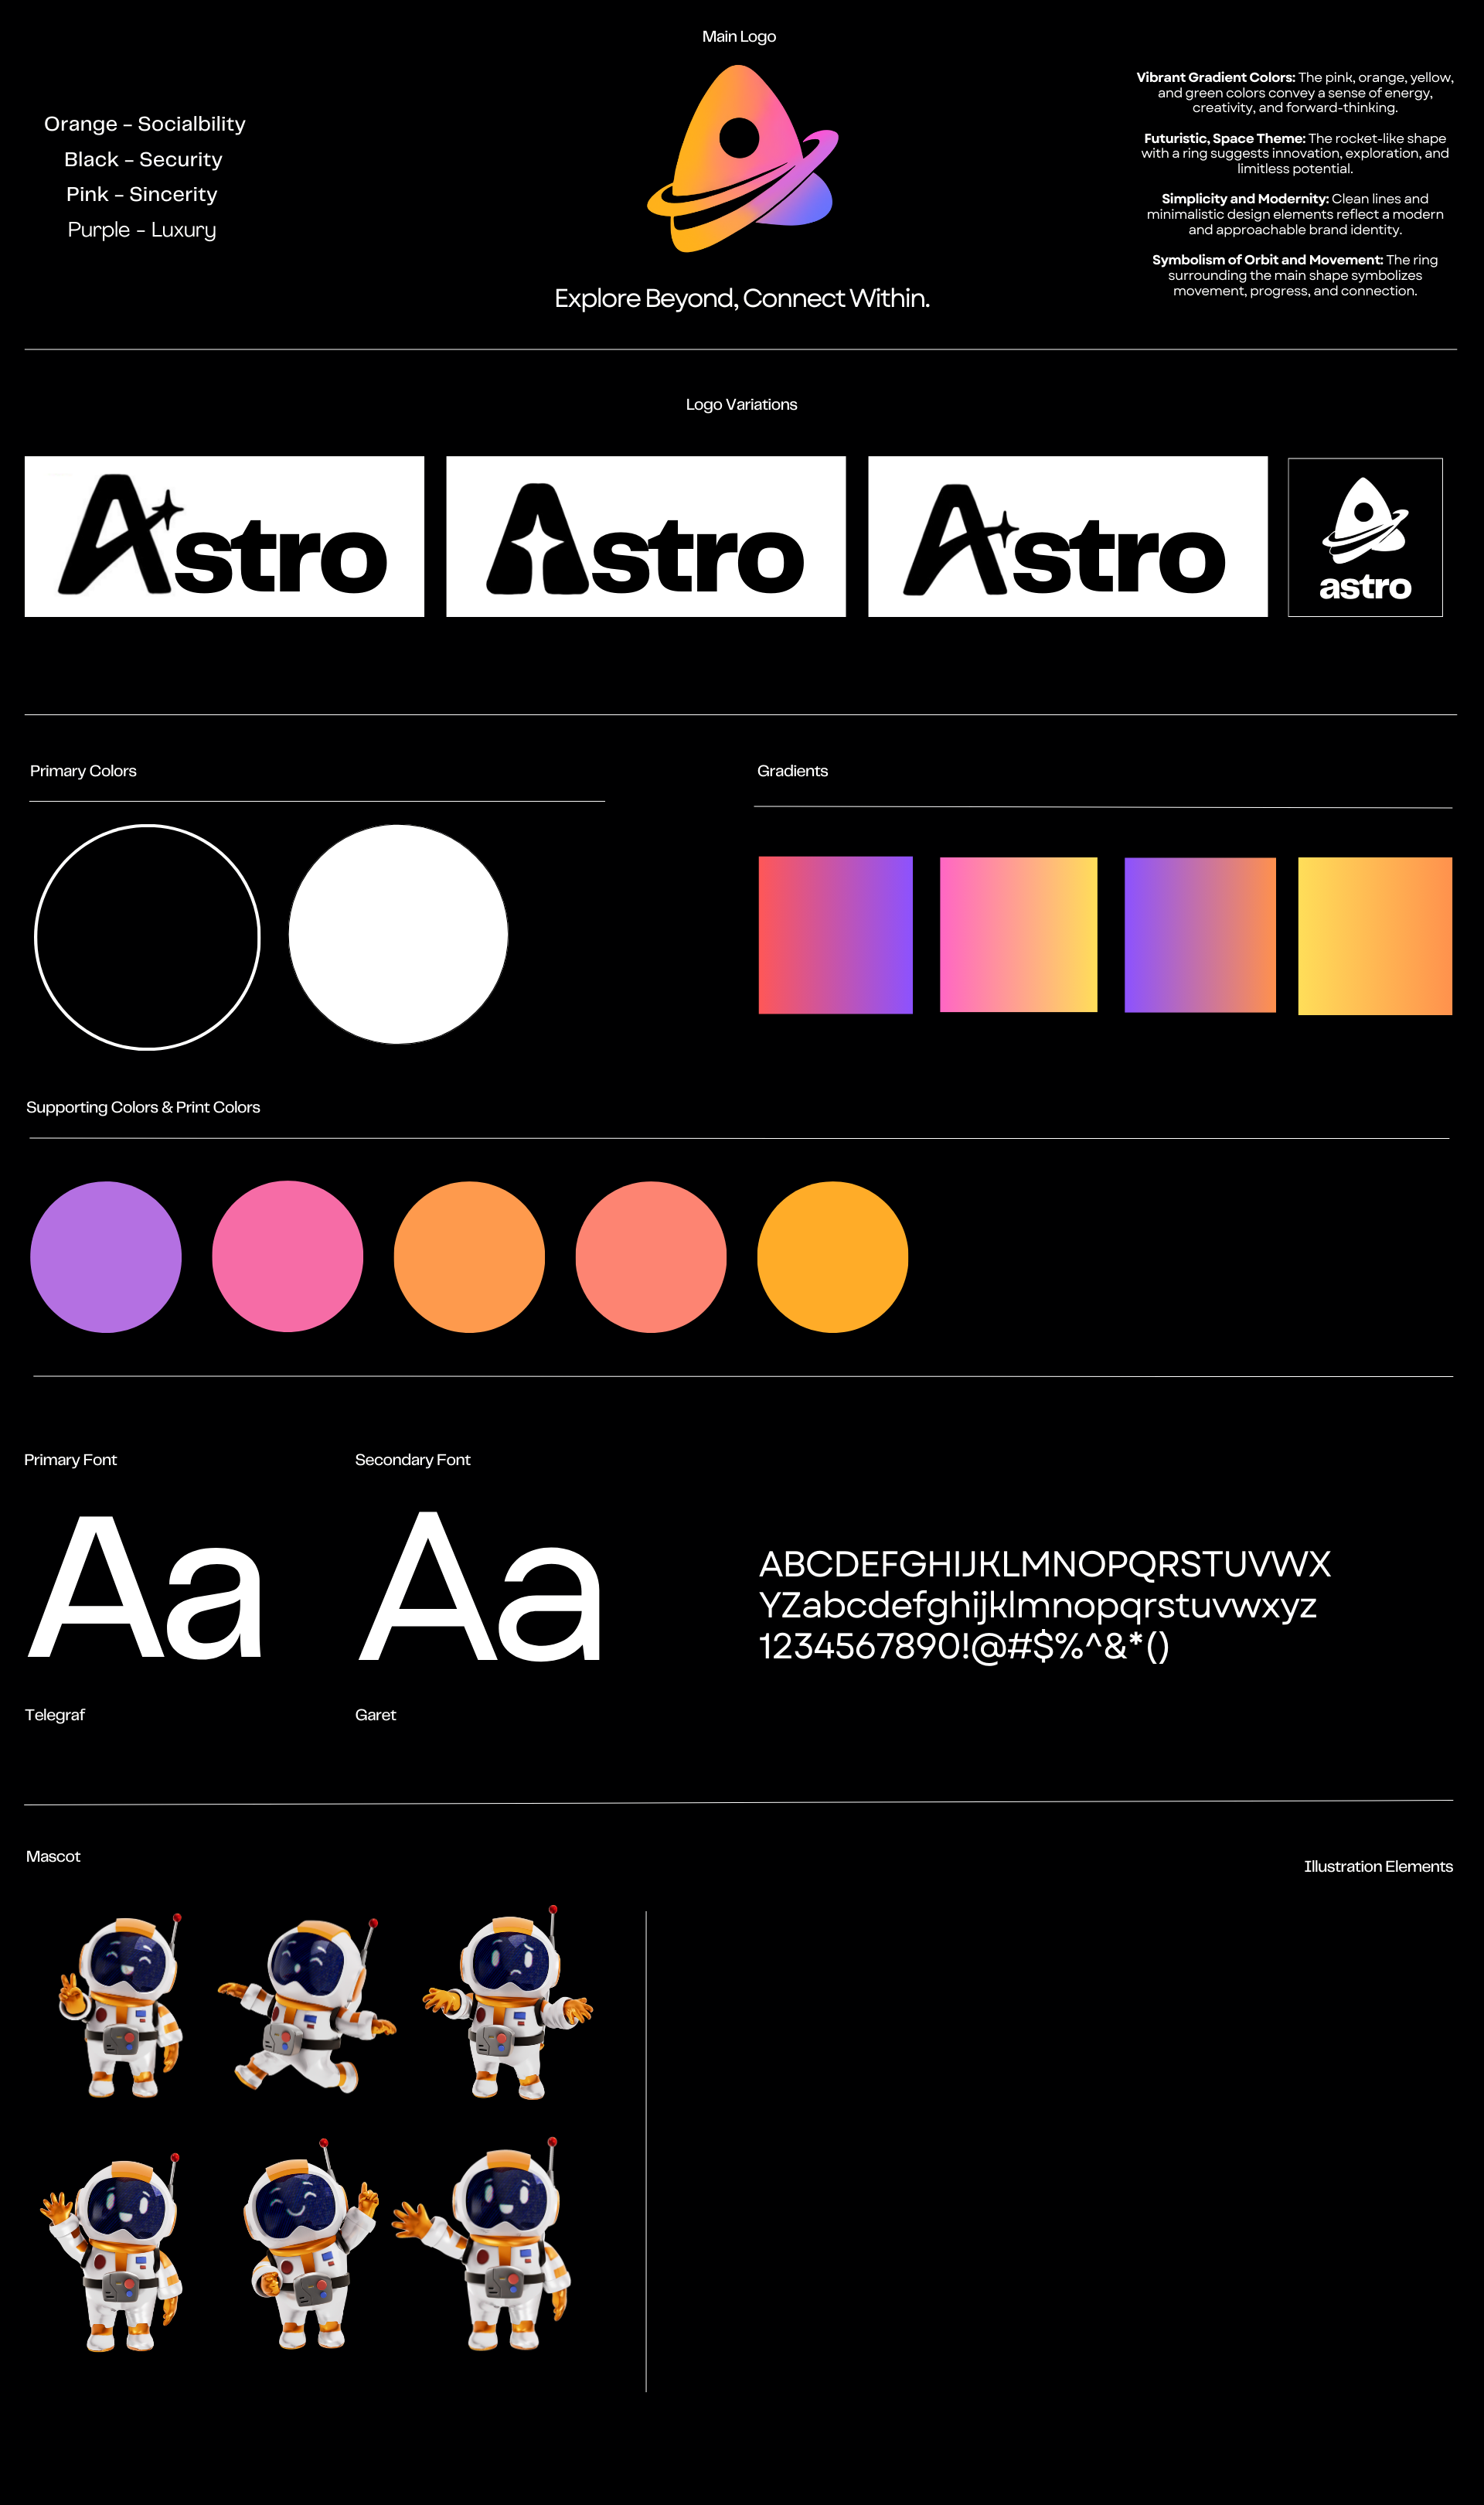 Main Logo
Orange – Socialbility
Black – Security
Pink – Sincerity
Purple – Luxury
Explore Beyond, Connect Within.
Vibrant Gradient Colors: The pink, orange, yellow,
and green colors convey a sense of energy,
creativity, and forward-thinking.
Futuristic, Space Theme: The rocket-like shape
with a ring suggests innovation, exploration, and
limitless potential.
Simplicity and Modernity: Clean lines and
minimalistic design elements reflect a modern
and approachable brand identity.
Symbolism of Orbit and Movement: The ring
surrounding the main shape symbolizes
movement, progress, and connection.
Logo Variations
Astro
Astro
Astro
astro
Primary Colors
Gradients
Supporting Colors & Print Colors
Primary Font
Secondary Font
Aa
Aa
ABCDEFGHIJKLMNOPQRSTUVWX
YZabcdefghijklmnopqrstuvwxyz
1234567890!@#$%^&*()
Telegraf
Garet
Mascot
Illustration Elements